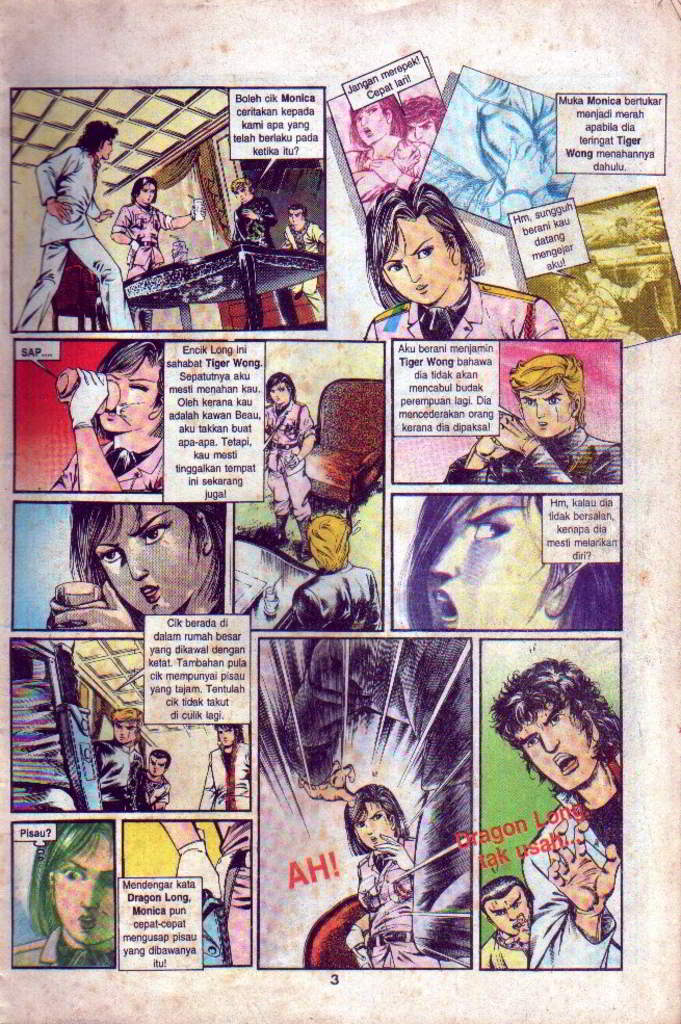 Boleh cik Monica
ceritakan kepada
kami apa yang
telah berlaku pada
ketika itu?
Jangan merepek!
Cepat lari!
Muka Monica bertukar
menjadi merah
apabila dia
teringat Tiger
Wong menahannya
dahulu.
Hm, sungguh
berani kau
datang
mengejar
aku!
SAP....
Encik Long ini
sahabat Tiger Wong.
Sepatutnya aku
mesti menahan kau.
Oleh kerana kau
adalah kawan Beau,
aku takkan buat
apa-apa. Tetapi,
kau mesti
tinggalkan tempat
ini sekarang
juga!
Aku berani menjamin
Tiger Wong bahawa
dia tidak akan
mencabul budak
perempuan lagi. Dia
mencederakan orang
kerana dia dipaksa!
Hm, kalau dia
tidak bersalah,
kenapa dia
mesti melarikan
diri?
Cik berada di
dalam rumah besar
yang dikawal dengan
ketat. Tambahan pula
cik mempunyai pisau
yang tajam. Tentulah
cik tidak takut
di culik lagi.
Pisau?
Mendengar kata
Dragon Long,
Monica pun
cepat-cepat
mengusap pisau
yang dibawanya
itu!
AH!
Dragon Long
tak usah...
3